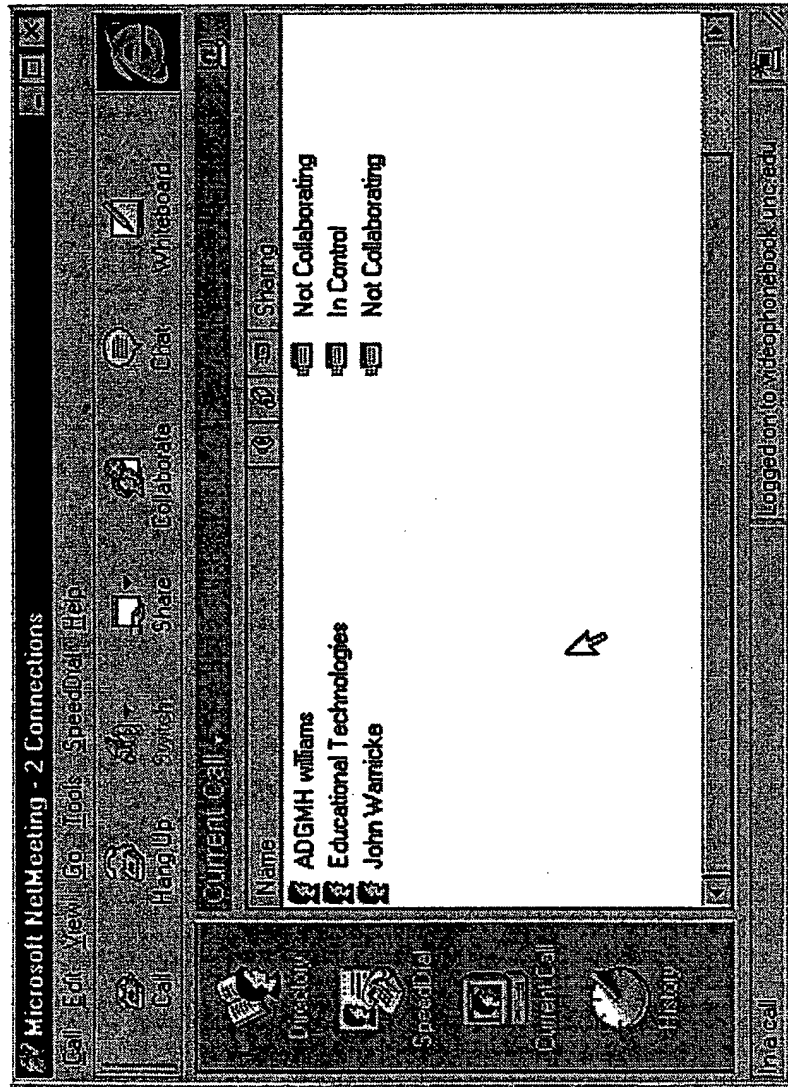 Microsoft NetMeeting - 2 Connections
Call Edit View Go Tools SpeedDial Help
Call Hang Up Switch Share Collaborate Chat Whiteboard
Current Call
Name Sharing
ADGMH williams Not Collaborating
Educational Technologies In Control
John Warnicke Not Collaborating
Directory
SpeedDial
Current Call
History
In a call Logged on to videophonebook.unc.edu